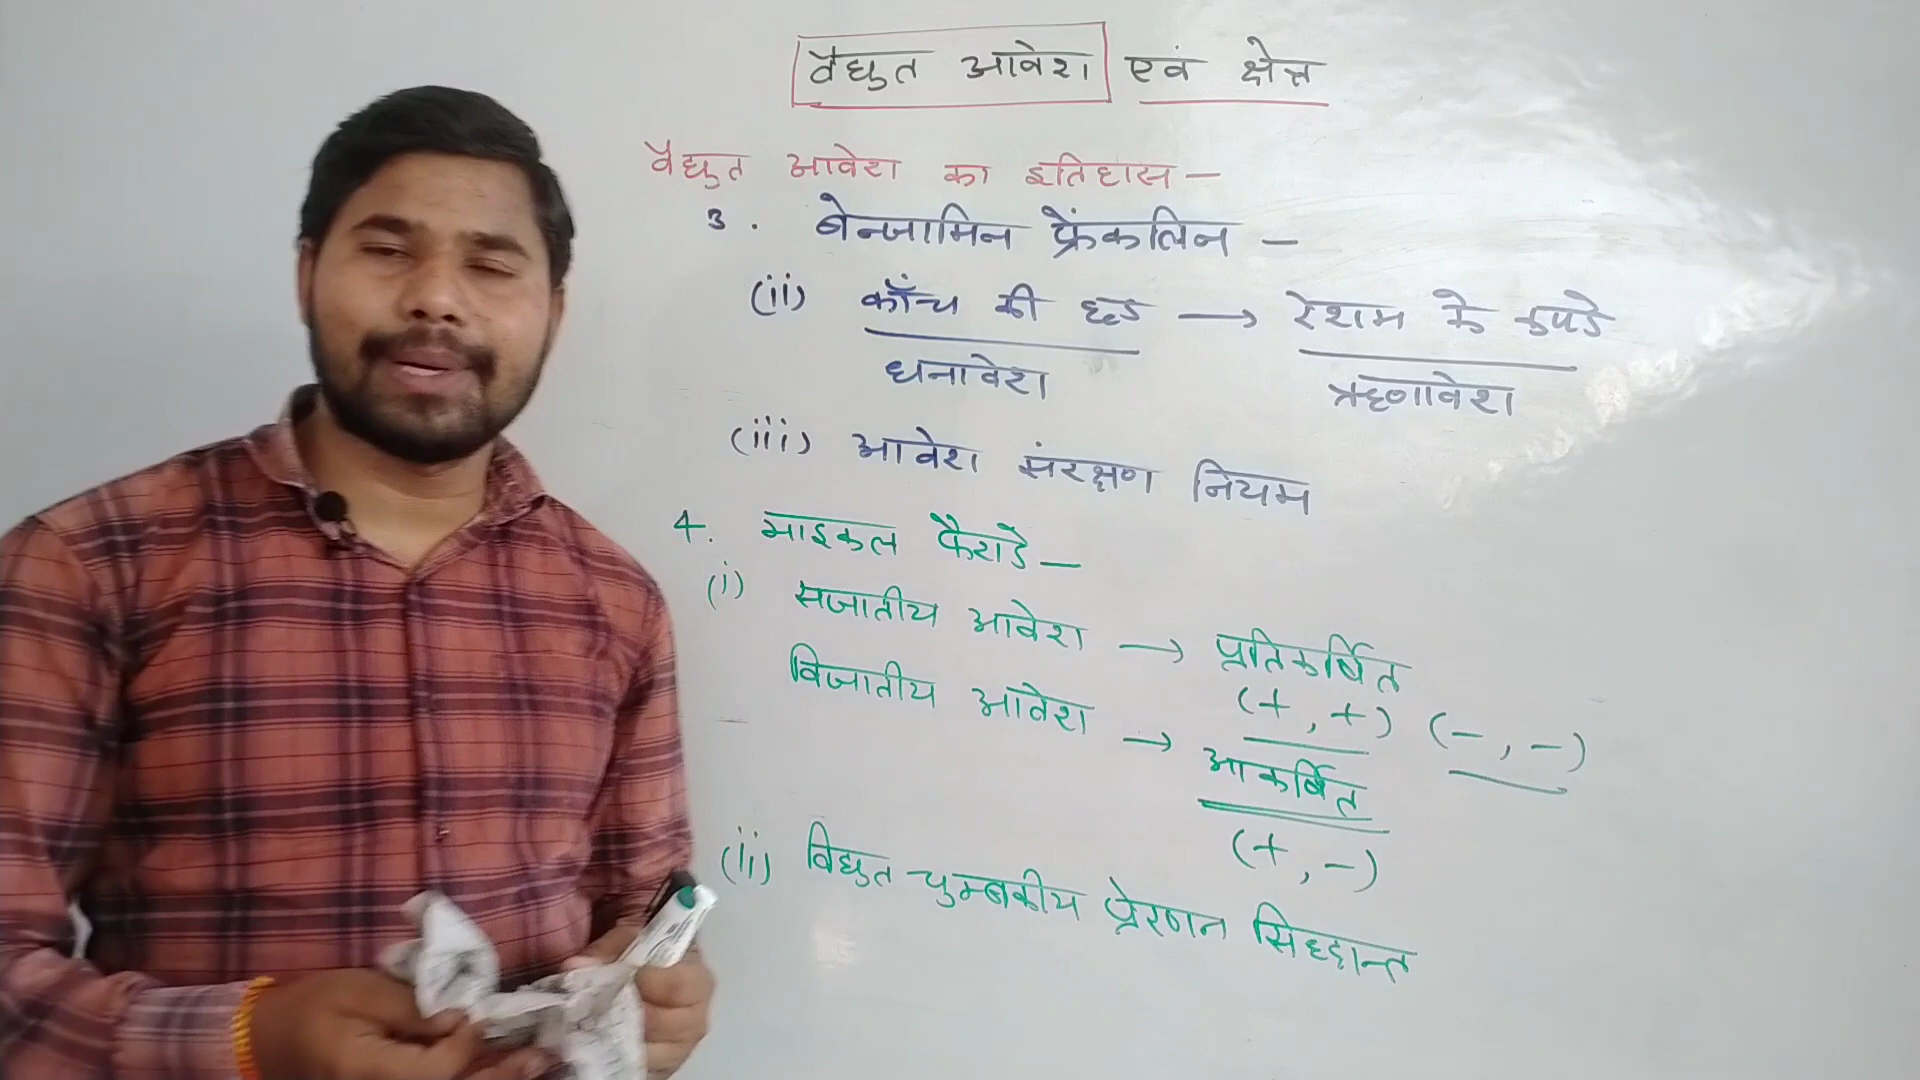 वैद्युत आवेश एवं क्षेत्र
वैद्युत आवेश का इतिहास –
3. बेन्जामिन फ्रेंकलिन –
(ii) काँच की छड → रेशम के कपडे
धनावेश ऋणावेश
(iii) आवेश संरक्षण नियम
4. माइकल फैराडे –
(i) सजातीय आवेश → प्रतिकर्षित
(+ , +) (– , –)
विजातीय आवेश → आकर्षित
(+ , –)
(ii) विद्युत चुम्बकीय प्रेरणन सिद्दान्त